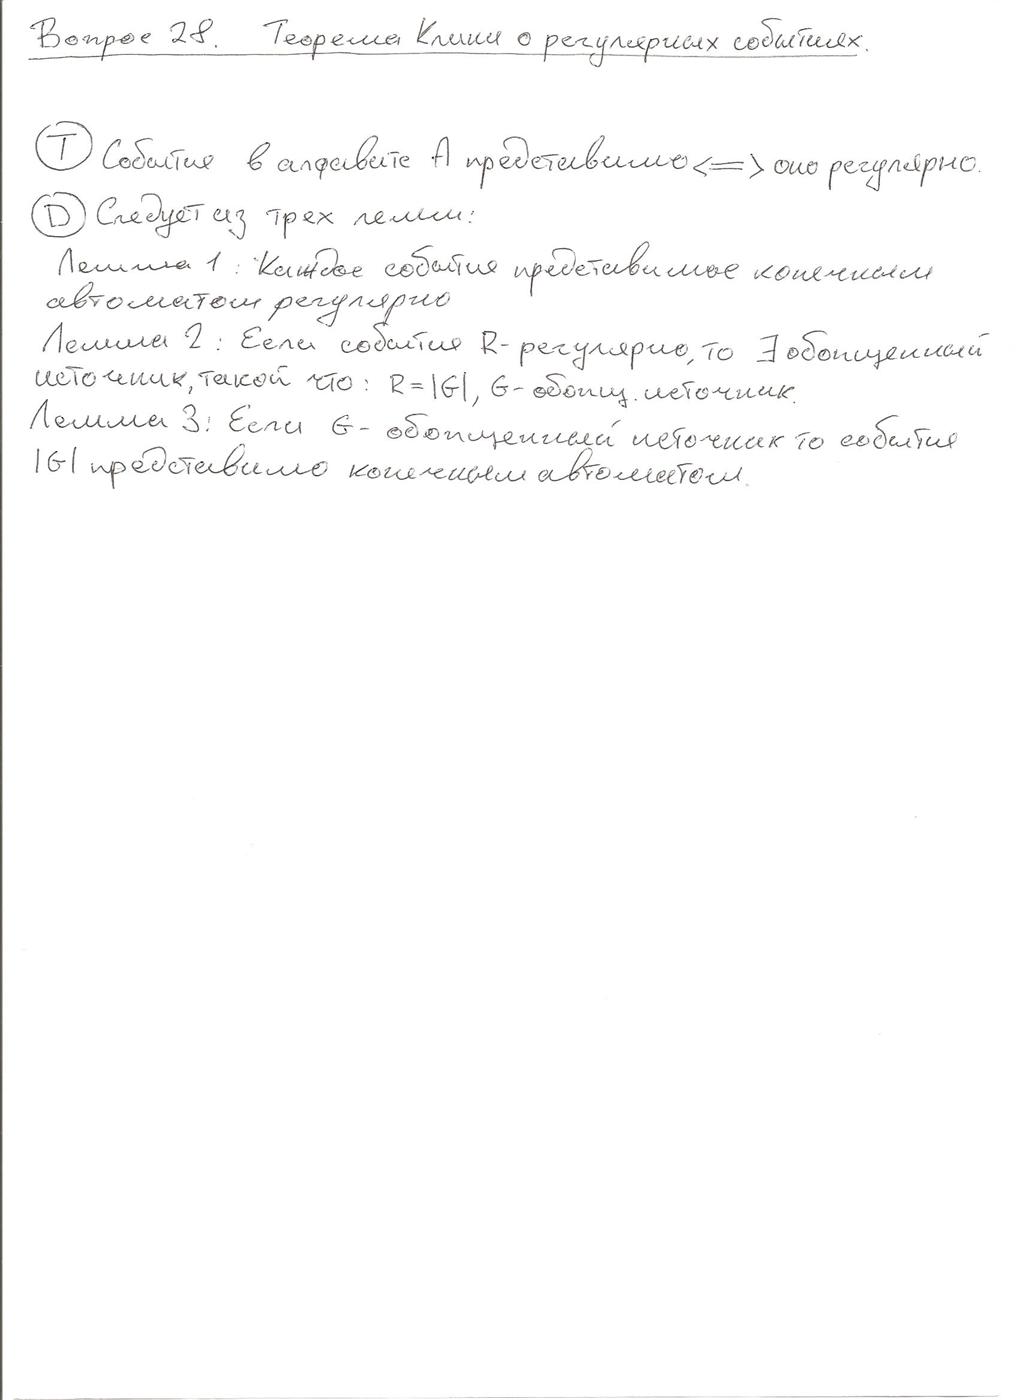 Вопрос 28. Теорема Клини о регулярных событиях.
Т Событие в алфавите А представимо <=> оно регулярно.
D Следует из трех лемм:
Лемма 1: Каждое событие представимое конечным
автоматом регулярно
Лемма 2: Если событие R- регулярно, то ∃ обобщенный
источник, такой что: R=|G|, G- обобщ. источник.
Лемма 3: Если G- обобщенный источник то событие
|G| представимо конечным автоматом.